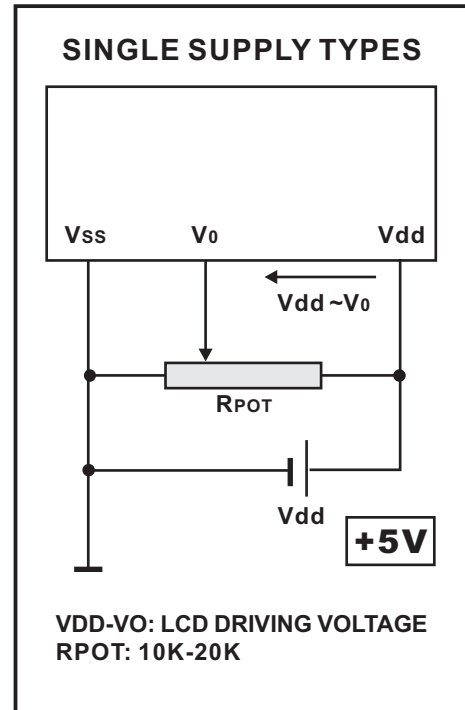 SINGLE SUPPLY TYPES
VSS V0 Vdd
Vdd ~V0
RPOT
Vdd
+5V
VDD-VO: LCD DRIVING VOLTAGE
RPOT: 10K-20K